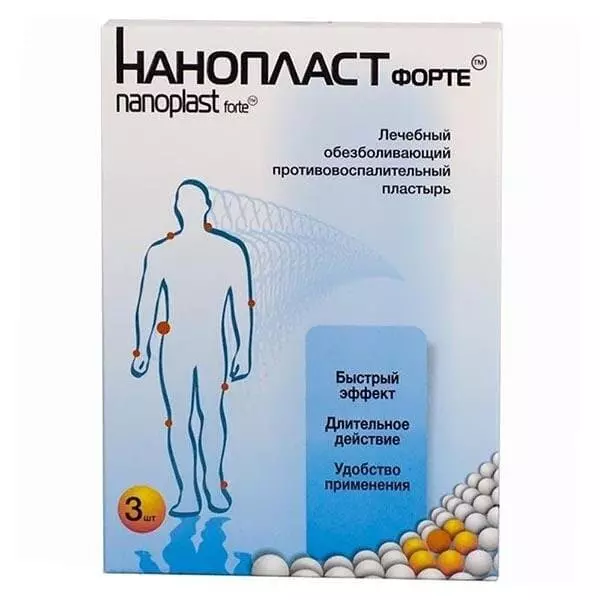 НАНОПЛАСТ ФОРТЕ™
nanoplast forte™
Лечебный
обезболивающий
противовоспалительный
пластырь
Быстрый
эффект
Длительное
действие
Удобство
применения
3 шт